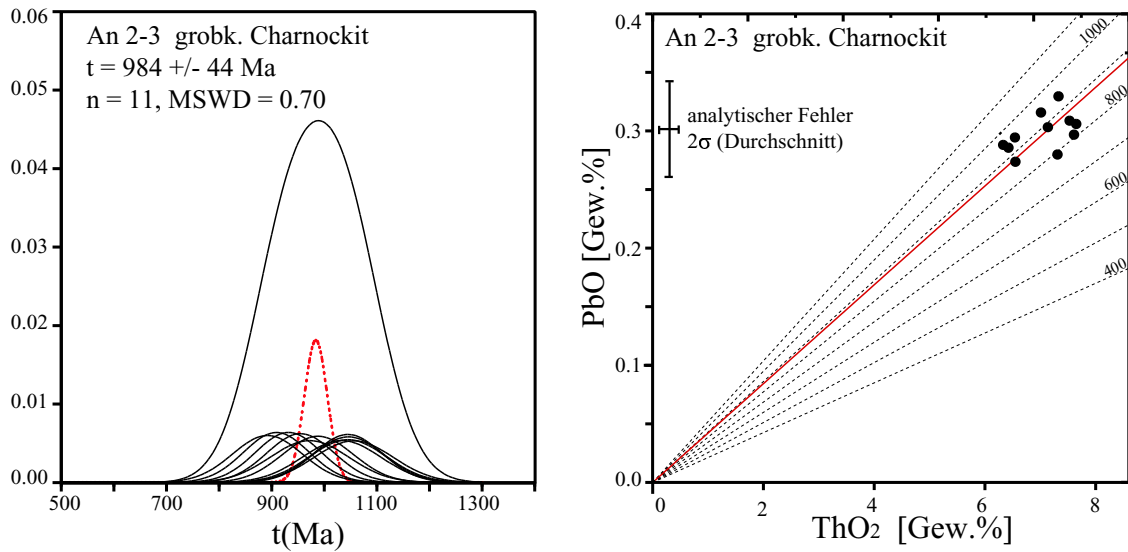 An 2-3 grobk. Charnockit
t = 984 +/- 44 Ma
n = 11, MSWD = 0.70
0.06
0.05
0.04
0.03
0.02
0.01
0.00
500
700
900
1100
1300
t(Ma)
An 2-3 grobk. Charnockit
analytischer Fehler
2σ (Durchschnitt)
1000
800
600
400
0.4
0.3
0.2
0.1
0.0
PbO [Gew.%]
0
2
4
6
8
ThO2 [Gew.%]